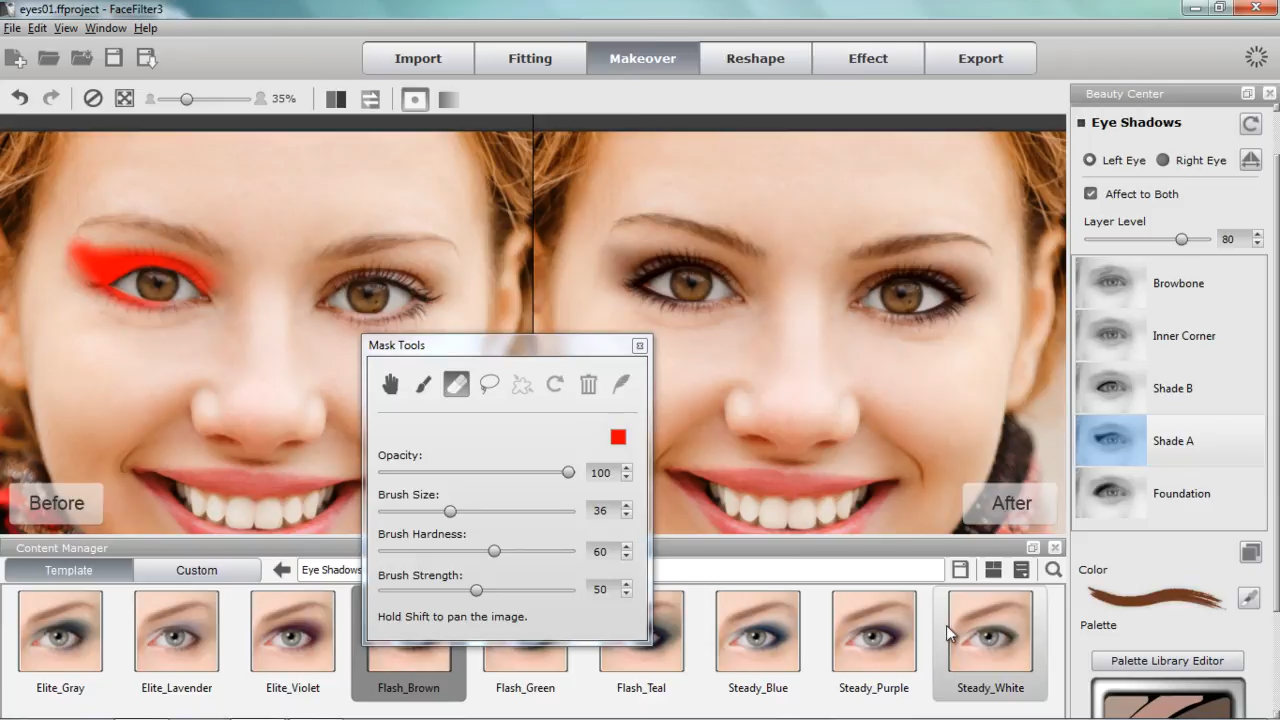 eyes01.ffproject - FaceFilter3
File Edit View Window Help
Import Fitting Makeover Reshape Effect Export
35%
Beauty Center
Eye Shadows
Left Eye Right Eye
Affect to Both
Layer Level
80
Browbone
Inner Corner
Shade B
Shade A
Foundation
Before
After
Mask Tools
Opacity:
100
Brush Size:
36
Brush Hardness:
60
Brush Strength:
50
Hold Shift to pan the image.
Content Manager
Template Custom Eye Shadows
Elite_Gray Elite_Lavender Elite_Violet Flash_Brown Flash_Green Flash_Teal Steady_Blue Steady_Purple Steady_White
Color
Palette
Palette Library Editor